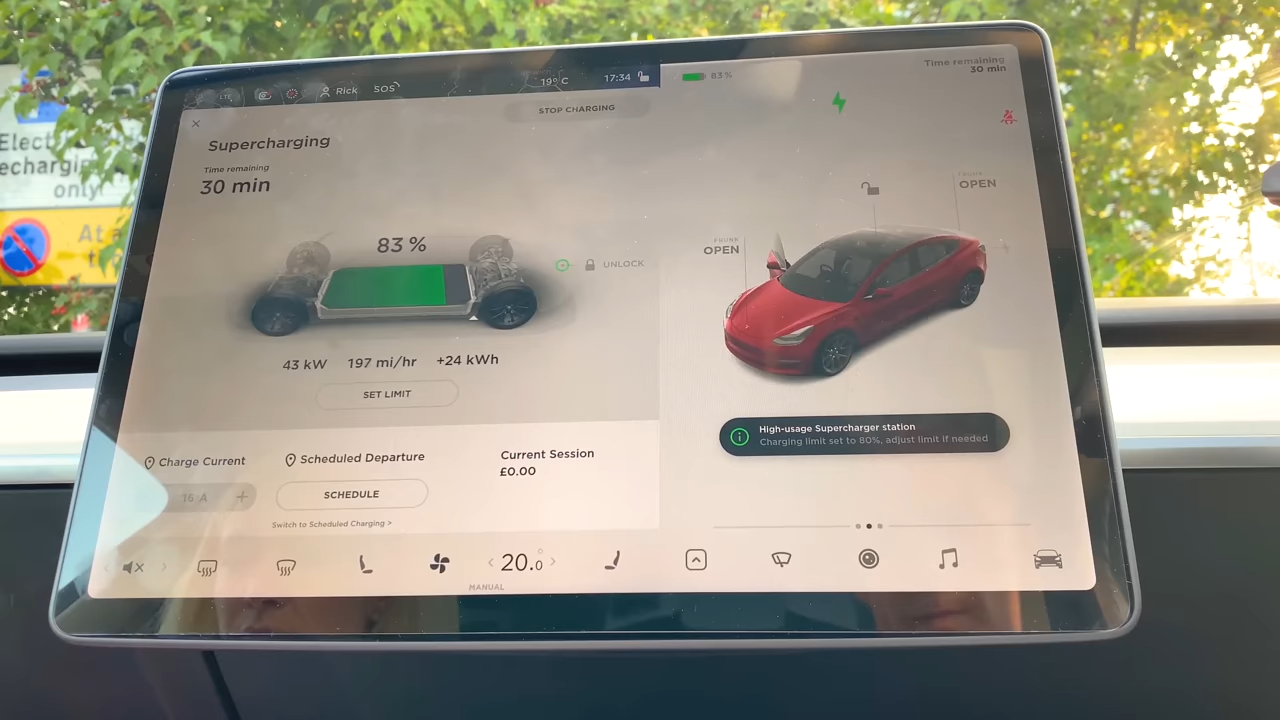 LTE
Rick
SOS
19°C
17:34
83 %
Time remaining
30 min
STOP CHARGING
Supercharging
Time remaining
30 min
83 %
UNLOCK
43 kW 197 mi/hr +24 kWh
SET LIMIT
Charge Current
16 A +
Scheduled Departure
SCHEDULE
Switch to Scheduled Charging >
Current Session
£0.00
FRUNK
OPEN
TRUNK
OPEN
High-usage Supercharger station
Charging limit set to 80%, adjust limit if needed
< 20.0° >
MANUAL
only
At